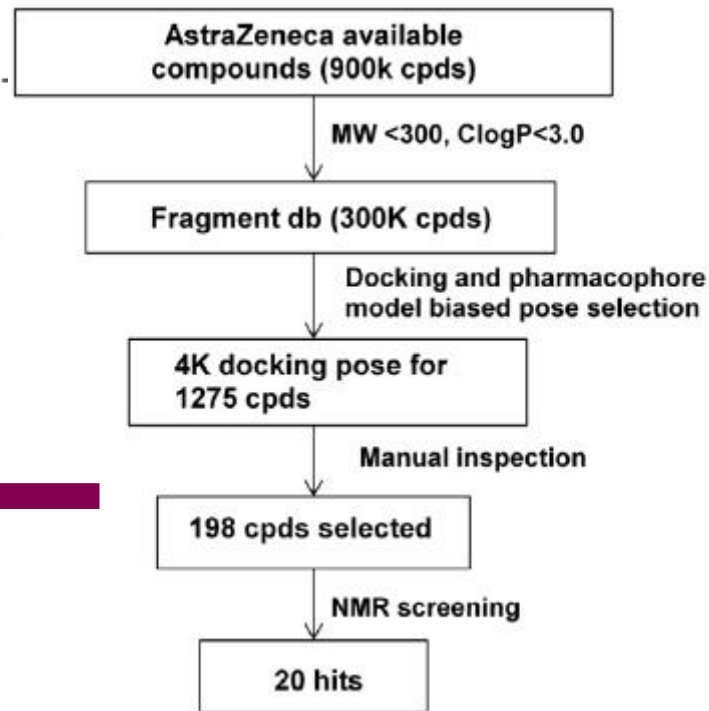 AstraZeneca available
compounds (900k cpds)
MW <300, ClogP<3.0
Fragment db (300K cpds)
Docking and pharmacophore
model biased pose selection
4K docking pose for
1275 cpds
Manual inspection
198 cpds selected
NMR screening
20 hits